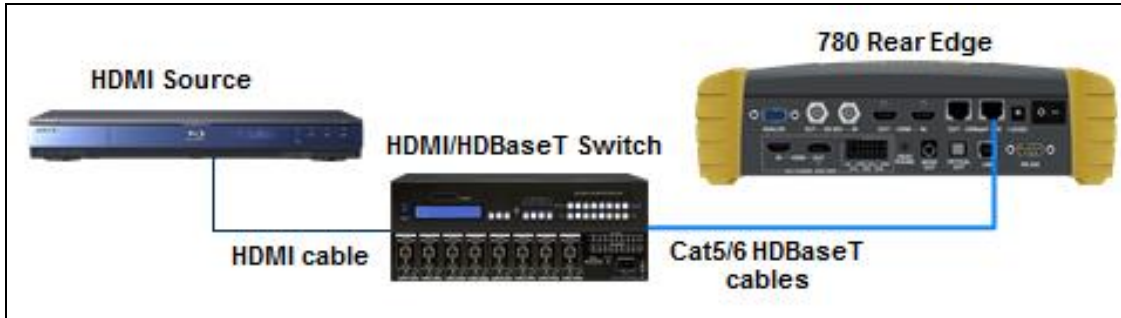 780 Rear Edge
HDMI Source
HDMI/HDBaseT Switch
HDMI cable
Cat5/6 HDBaseT
cables